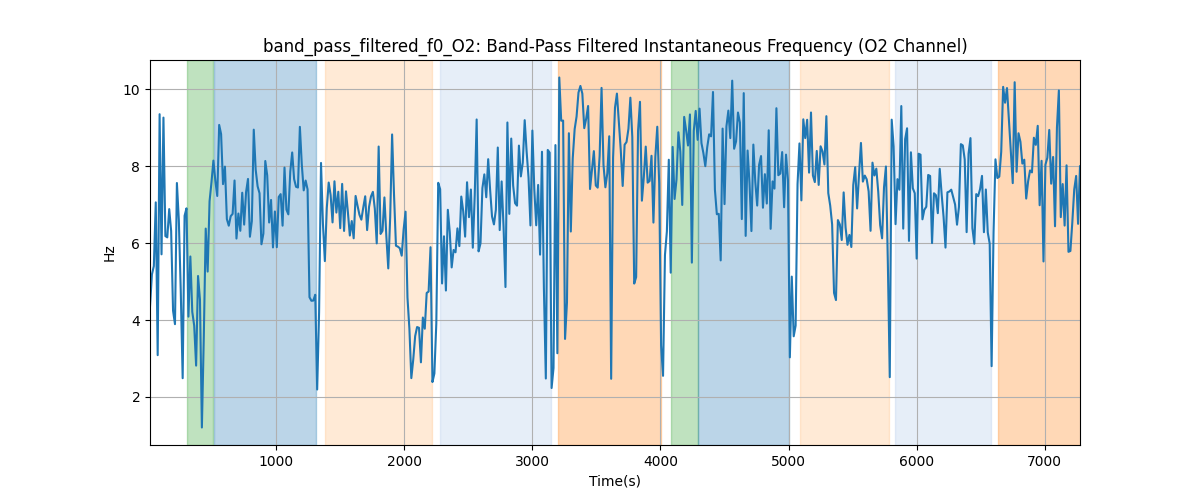 band_pass_filtered_f0_O2: Band-Pass Filtered Instantaneous Frequency (O2 Channel)
10
8
6
4
2
Hz
1000 2000 3000 4000 5000 6000 7000
Time(s)